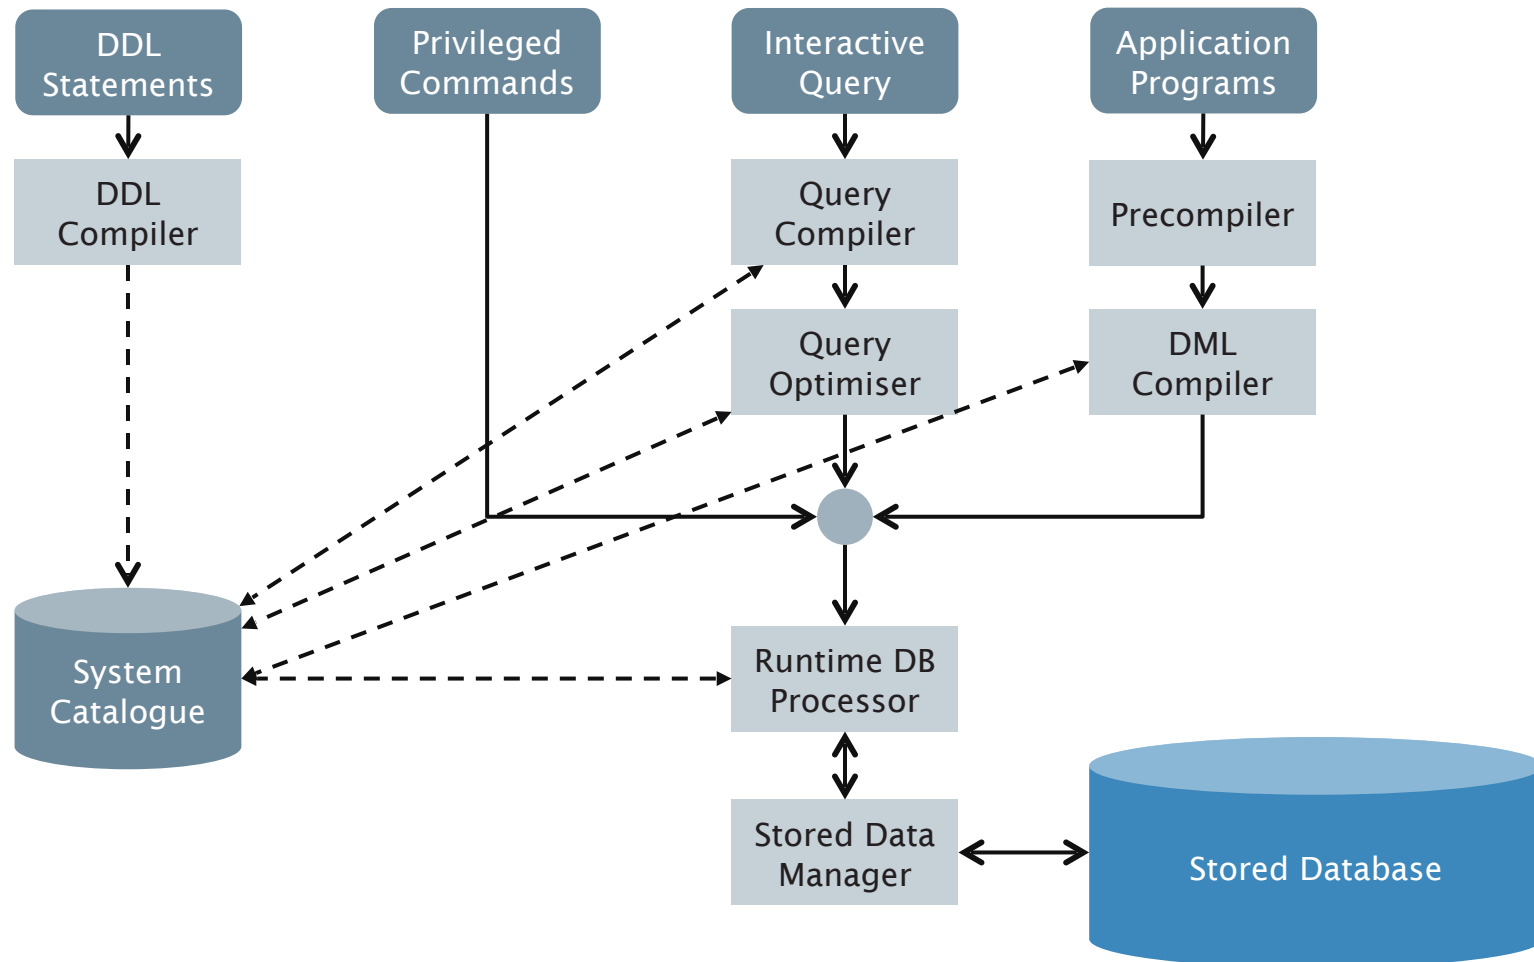 DDL
Statements
Privileged
Commands
Interactive
Query
Application
Programs
DDL
Compiler
Query
Compiler
Precompiler
Query
Optimiser
DML
Compiler
System
Catalogue
Runtime DB
Processor
Stored Data
Manager
Stored Database